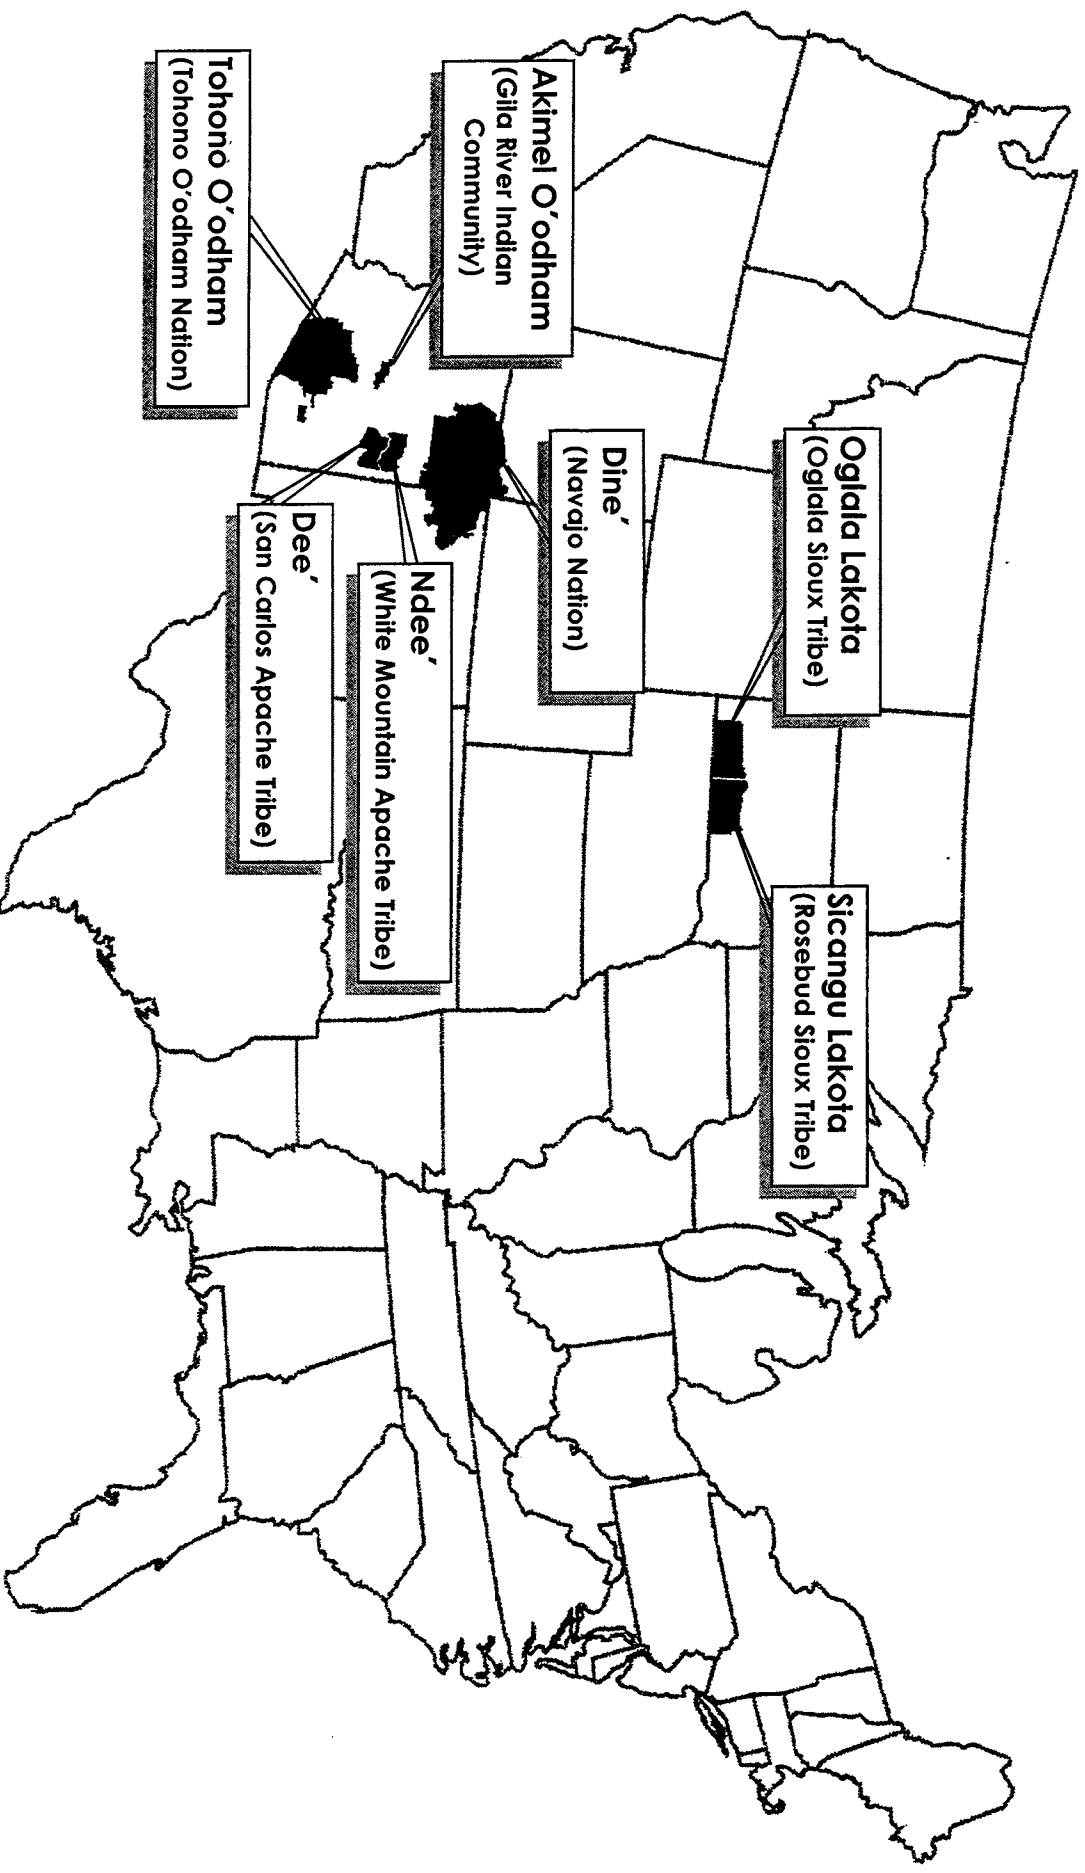 Oglala Lakota
(Oglala Sioux Tribe)
Sicangu Lakota
(Rosebud Sioux Tribe)
Dine’
(Navajo Nation)
Akimel O’odham
(Gila River Indian
Community)
Ndee’
(White Mountain Apache Tribe)
Dee’
(San Carlos Apache Tribe)
Tohono O’odham
(Tohono O’odham Nation)